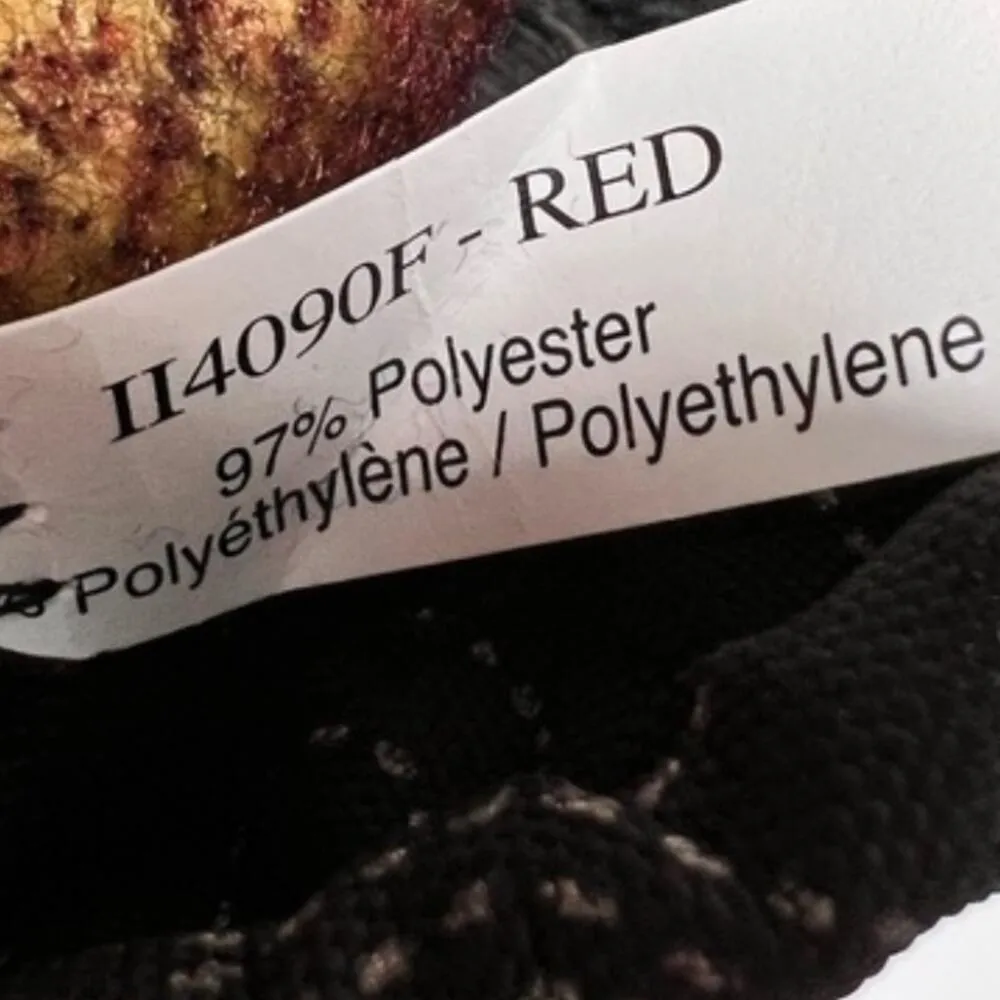 II4090F - RED
97% Polyester
% Polyéthylène / Polyethylene